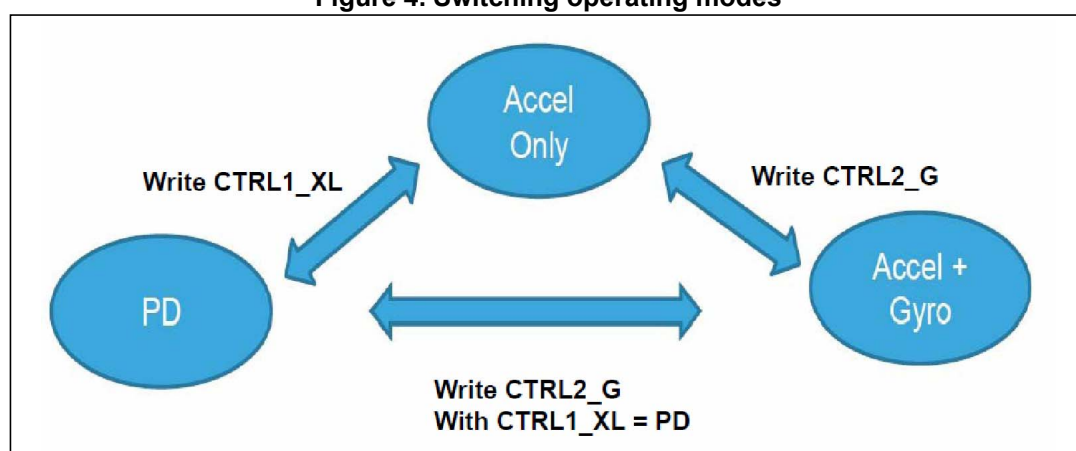 Figure 4. Switching operating modes
Accel
Only
Write CTRL1_XL
Write CTRL2_G
PD
Accel +
Gyro
Write CTRL2_G
With CTRL1_XL = PD